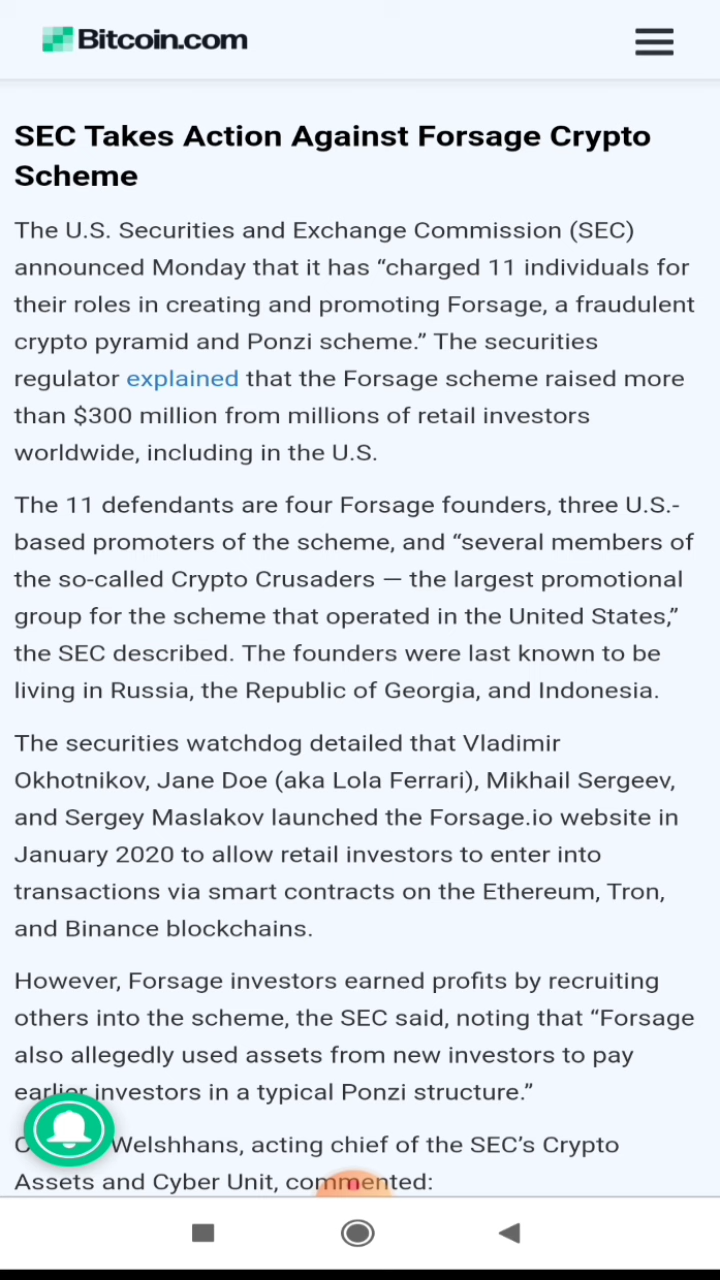 Bitcoin.com
SEC Takes Action Against Forsage Crypto
Scheme
The U.S. Securities and Exchange Commission (SEC)
announced Monday that it has “charged 11 individuals for
their roles in creating and promoting Forsage, a fraudulent
crypto pyramid and Ponzi scheme.” The securities
regulator explained that the Forsage scheme raised more
than $300 million from millions of retail investors
worldwide, including in the U.S.
The 11 defendants are four Forsage founders, three U.S.-
based promoters of the scheme, and “several members of
the so-called Crypto Crusaders — the largest promotional
group for the scheme that operated in the United States,”
the SEC described. The founders were last known to be
living in Russia, the Republic of Georgia, and Indonesia.
The securities watchdog detailed that Vladimir
Okhotnikov, Jane Doe (aka Lola Ferrari), Mikhail Sergeev,
and Sergey Maslakov launched the Forsage.io website in
January 2020 to allow retail investors to enter into
transactions via smart contracts on the Ethereum, Tron,
and Binance blockchains.
However, Forsage investors earned profits by recruiting
others into the scheme, the SEC said, noting that “Forsage
also allegedly used assets from new investors to pay
earlier investors in a typical Ponzi structure.”
Welshhans, acting chief of the SEC’s Crypto
Assets and Cyber Unit, commented: